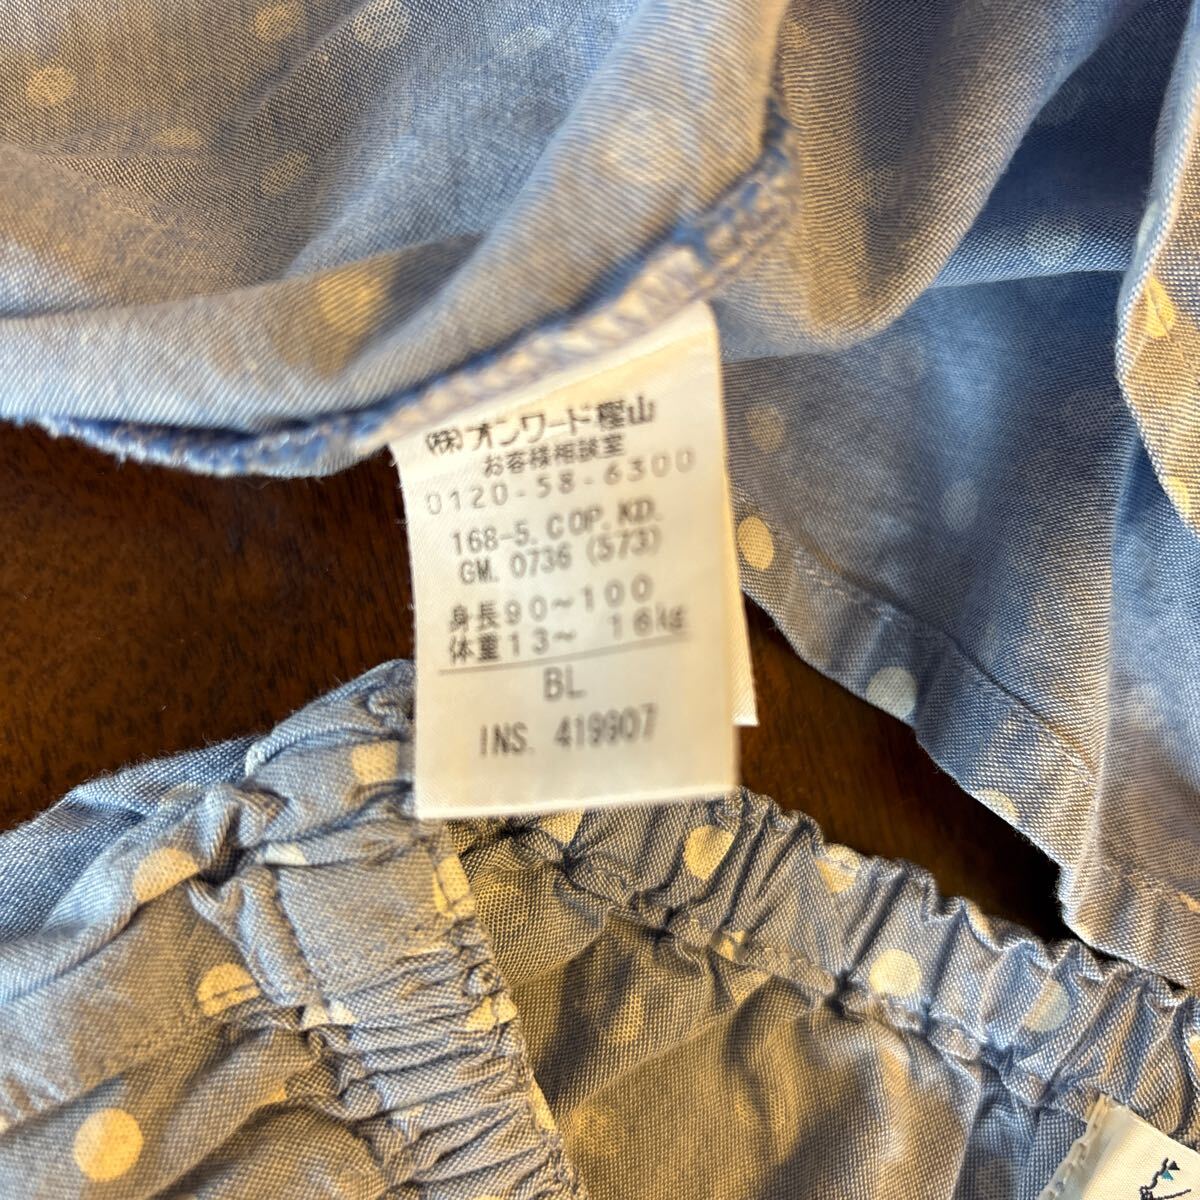 (株)オンワード樫山
お客様相談室
0120-58-6300
168-5. COP. KD.
GM. 0736 (573)
身長90〜100
体重13〜 16kg
BL
INS. 419907